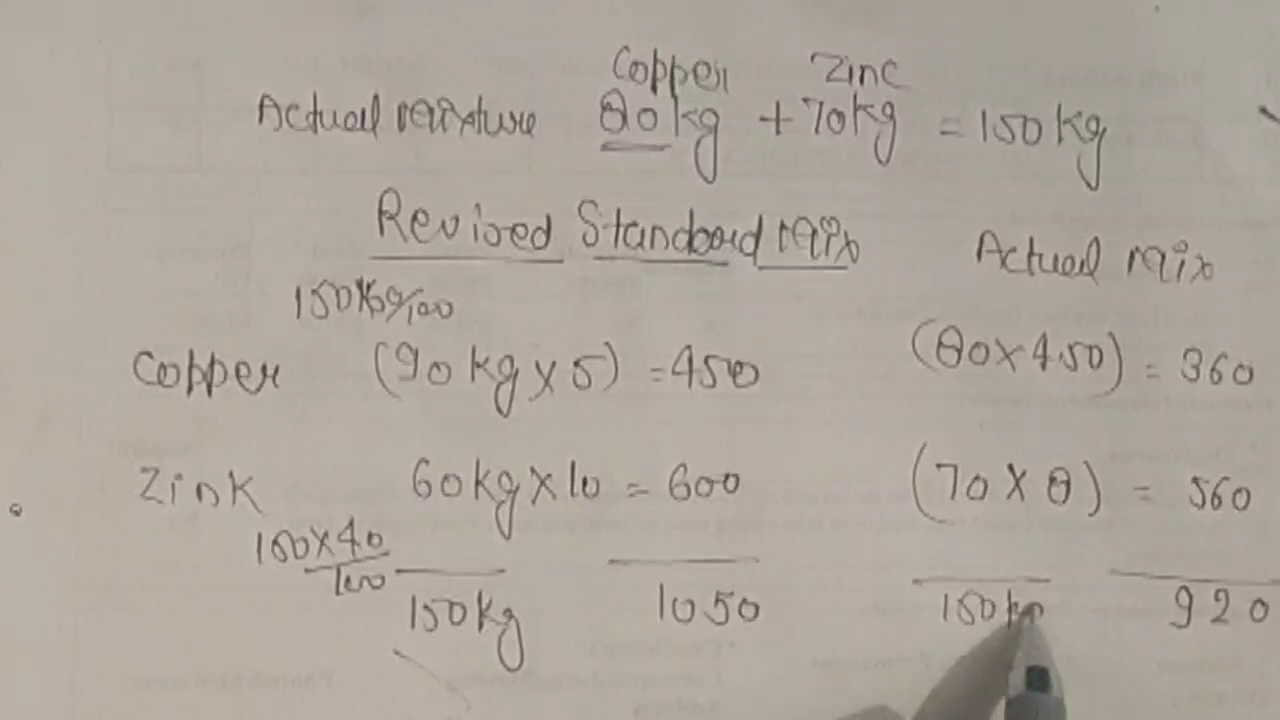 Copper Zinc
Actual mixture 80kg + 70kg = 150kg
Revised Standard mix Actual mix
150×60/100
Copper (90kg×5) = 450 (80×4.50) = 360
Zink 60kg×10 = 600 (70×8) = 560
150×40
100
150kg 1050 150kg 920